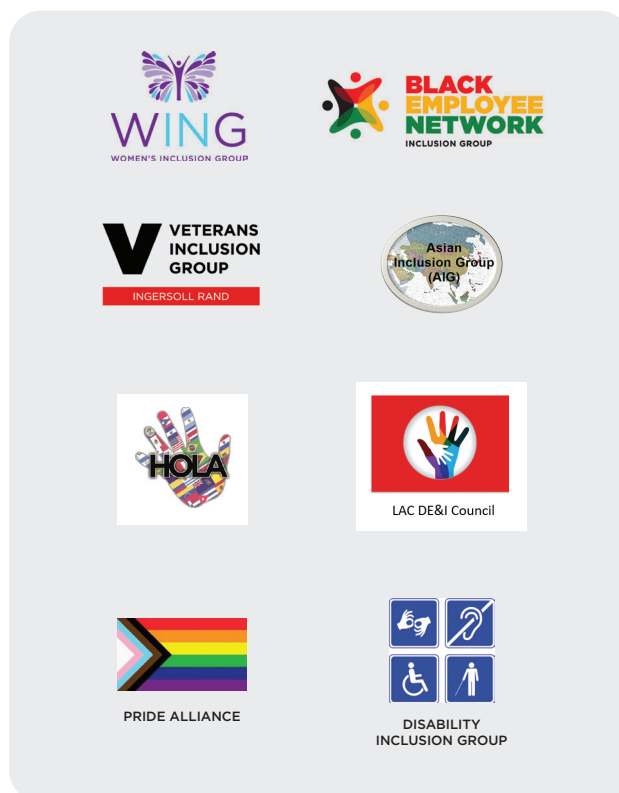 WING
WOMEN'S INCLUSION GROUP
BLACK
EMPLOYEE
NETWORK
INCLUSION GROUP
V VETERANS
INCLUSION
GROUP
INGERSOLL RAND
Asian
Inclusion Group
(AIG)
HOLA
LAC DE&I Council
PRIDE ALLIANCE
DISABILITY
INCLUSION GROUP